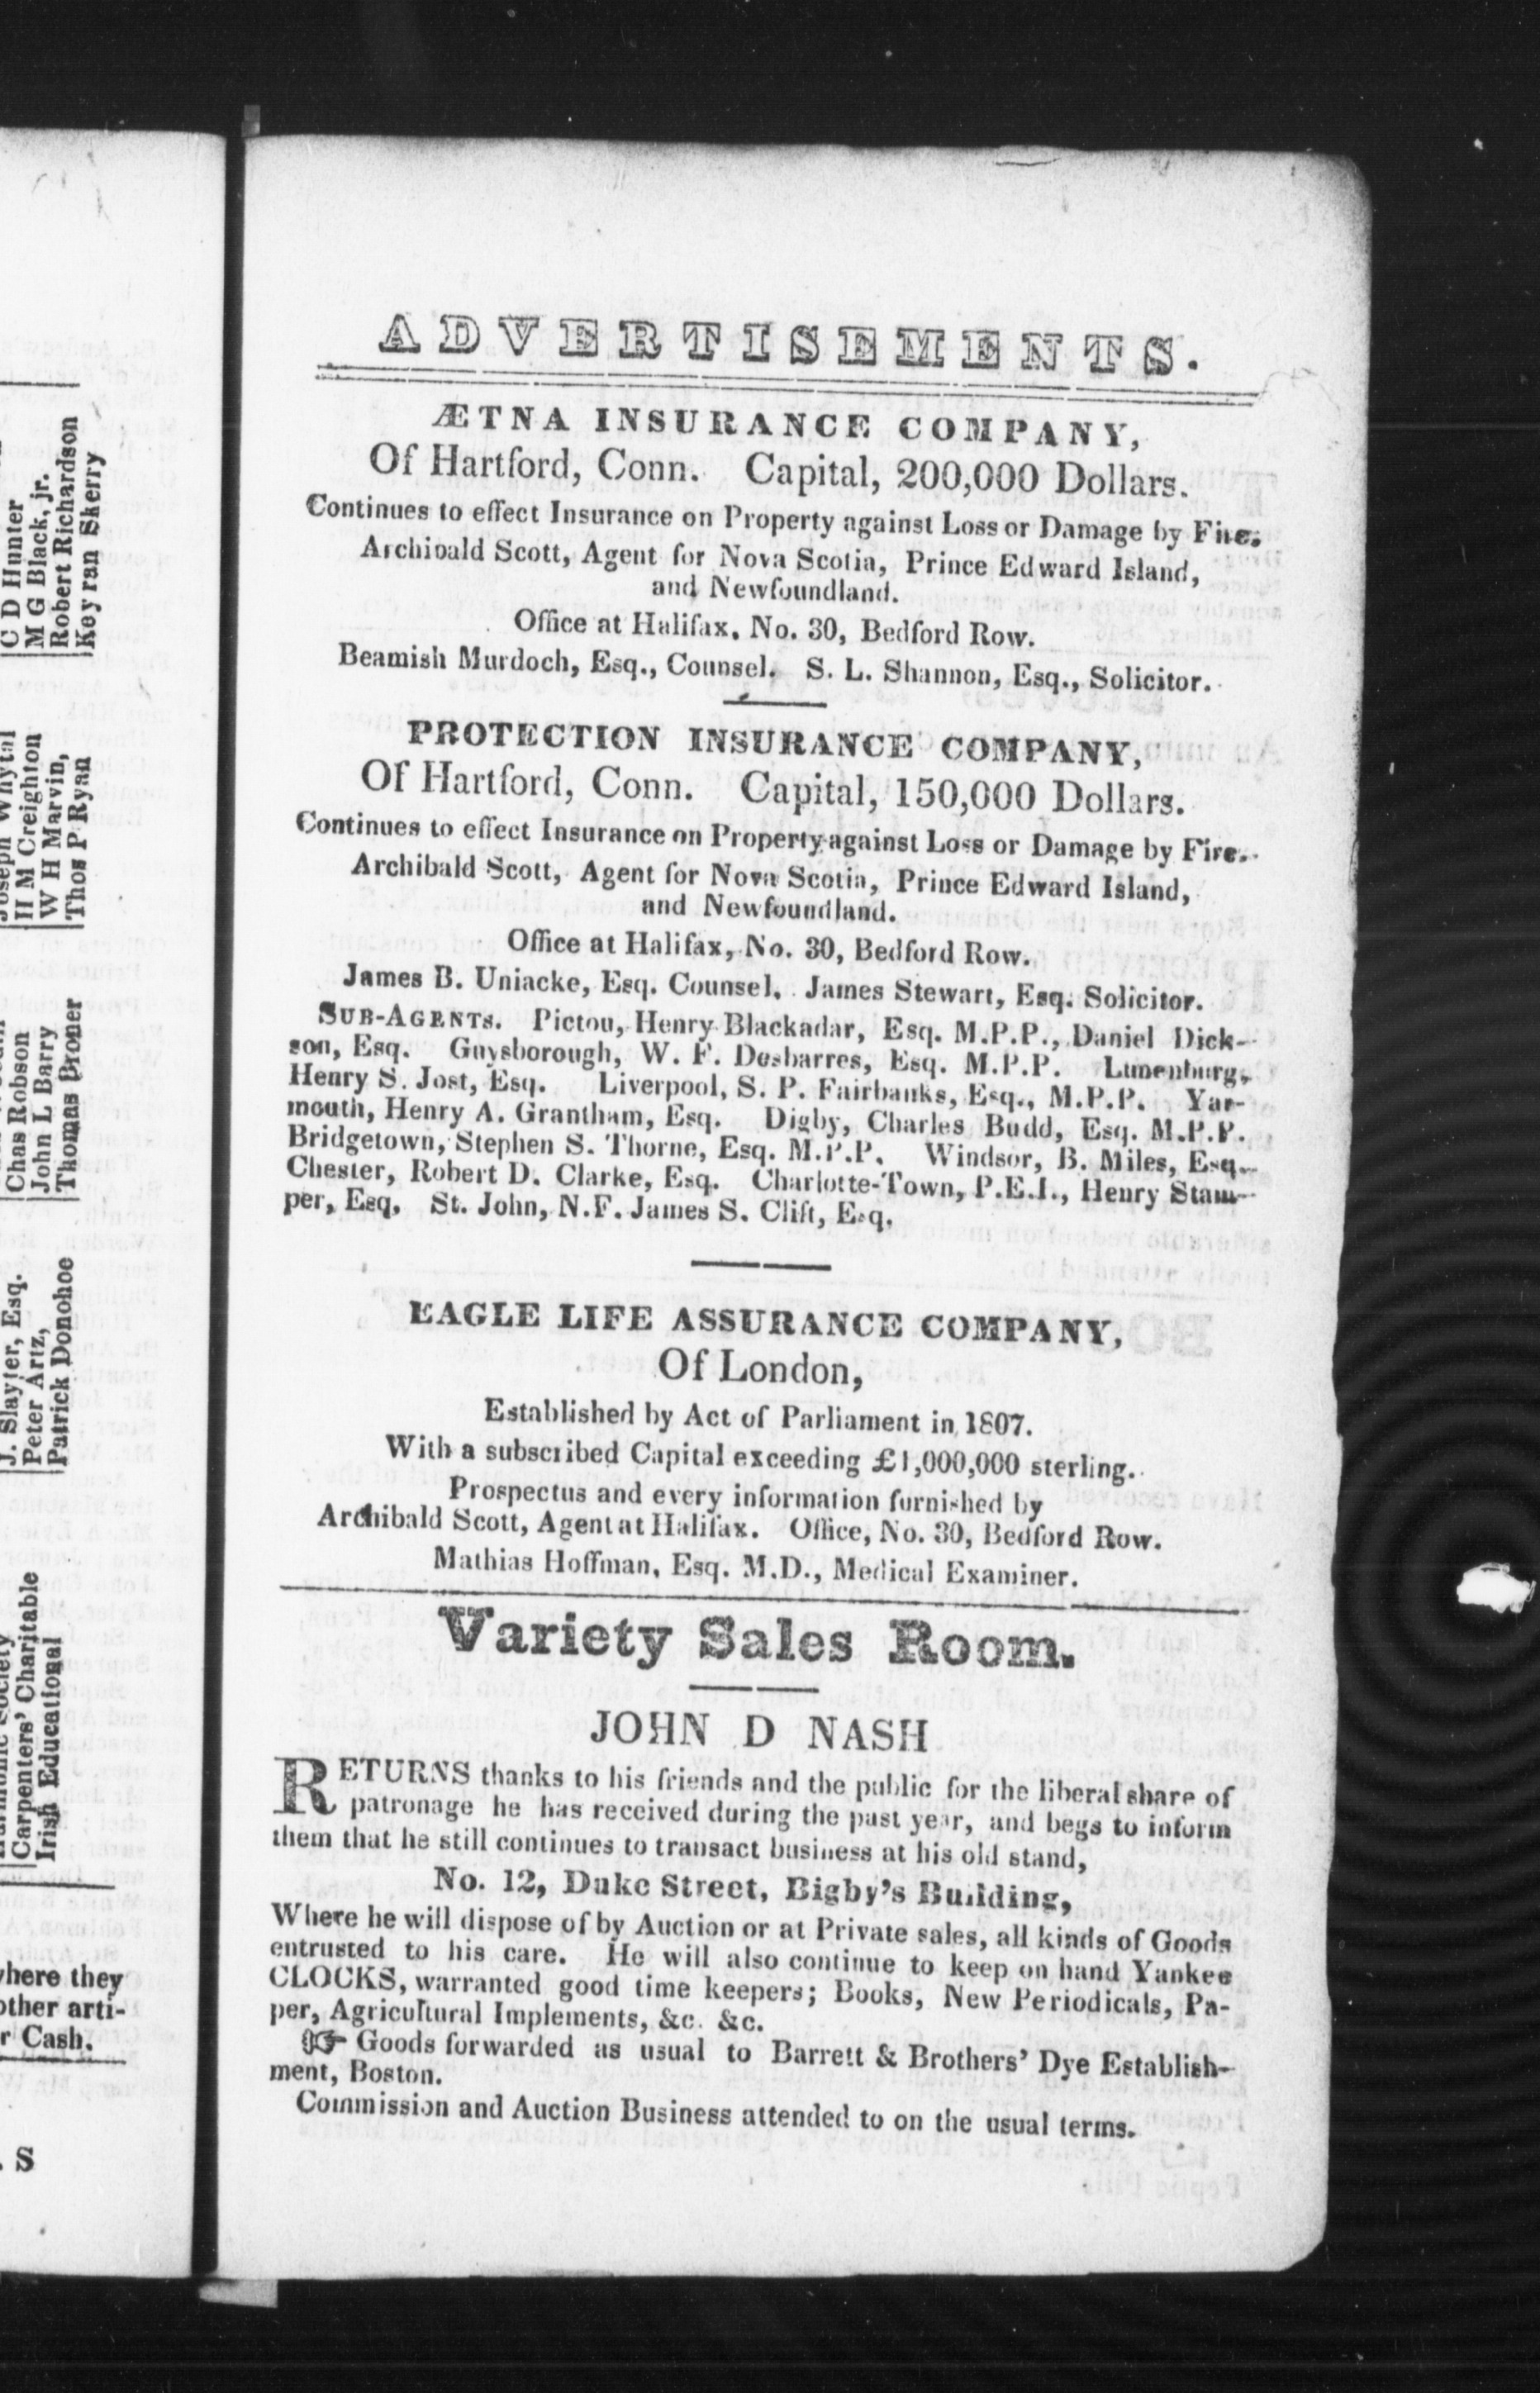 C D Hunter
M G Black, jr.
Robert Richardson
Keyran Skerry
Joseph Whytal
H M Creighton
W H Marvin,
Thos P Ryan
Chas Robson
John L Barry
Thomas Droner
J. Slayter, Esq.
Peter Artz,
Patrick Donohoe
Society
Carpenters' Charitable
Irish Educational
where they
other arti-
r Cash.
. S
ADVERTISEMENTS.
ÆTNA INSURANCE COMPANY,
Of Hartford, Conn. Capital, 200,000 Dollars.
Continues to effect Insurance on Property against Loss or Damage by Fire.
Archibald Scott, Agent for Nova Scotia, Prince Edward Island,
and Newfoundland.
Office at Halifax, No. 30, Bedford Row.
Beamish Murdoch, Esq., Counsel. S. L. Shannon, Esq., Solicitor.
PROTECTION INSURANCE COMPANY,
Of Hartford, Conn. Capital, 150,000 Dollars.
Continues to effect Insurance on Property against Loss or Damage by Fire.
Archibald Scott, Agent for Nova Scotia, Prince Edward Island,
and Newfoundland.
Office at Halifax, No. 30, Bedford Row.
James B. Uniacke, Esq. Counsel. James Stewart, Esq. Solicitor.
SUB-AGENTS. Pictou, Henry Blackadar, Esq. M.P.P., Daniel Dick-
son, Esq. Guysborough, W. F. Desbarres, Esq. M.P.P. Lunenburg,
Henry S. Jost, Esq. Liverpool, S. P. Fairbanks, Esq., M.P.P. Yar-
mouth, Henry A. Grantham, Esq. Digby, Charles Budd, Esq. M.P.P.
Bridgetown, Stephen S. Thorne, Esq. M.P.P. Windsor, B. Miles, Esq.
Chester, Robert D. Clarke, Esq. Charlotte-Town, P.E.I., Henry Stam-
per, Esq. St. John, N.F. James S. Clift, Esq.
EAGLE LIFE ASSURANCE COMPANY,
Of London,
Established by Act of Parliament in 1807.
With a subscribed Capital exceeding £1,000,000 sterling.
Prospectus and every information furnished by
Archibald Scott, Agent at Halifax. Office, No. 30, Bedford Row.
Mathias Hoffman, Esq. M.D., Medical Examiner.
Variety Sales Room.
JOHN D NASH
RETURNS thanks to his friends and the public for the liberal share of
patronage he has received during the past year, and begs to inform
them that he still continues to transact business at his old stand,
No. 12, Duke Street, Bigby's Building,
Where he will dispose of by Auction or at Private sales, all kinds of Goods
entrusted to his care. He will also continue to keep on hand Yankee
CLOCKS, warranted good time keepers; Books, New Periodicals, Pa-
per, Agricultural Implements, &c. &c.
☞ Goods forwarded as usual to Barrett & Brothers' Dye Establish-
ment, Boston.
Commission and Auction Business attended to on the usual terms.